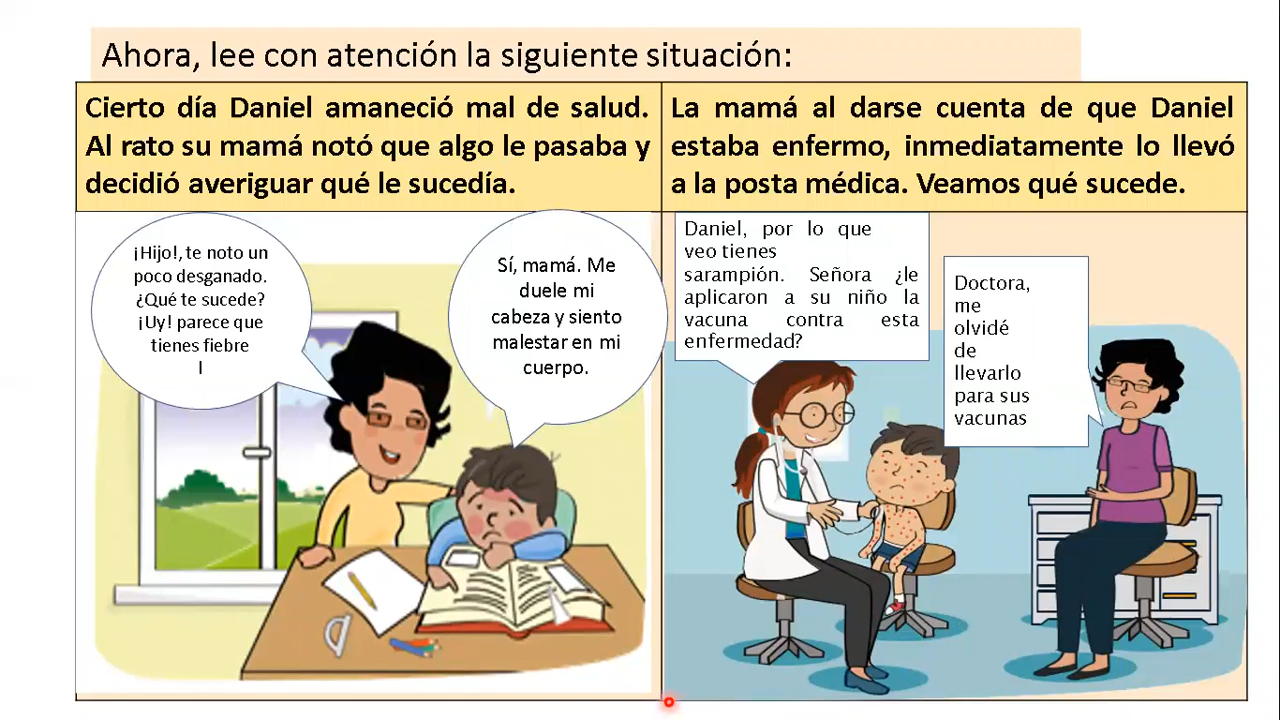 Ahora, lee con atención la siguiente situación:
Cierto día Daniel amaneció mal de salud.
Al rato su mamá notó que algo le pasaba y
decidió averiguar qué le sucedía.
La mamá al darse cuenta de que Daniel
estaba enfermo, inmediatamente lo llevó
a la posta médica. Veamos qué sucede.
¡Hijo!, te noto un
poco desganado.
¿Qué te sucede?
¡Uy! parece que
tienes fiebre
l
Sí, mamá. Me
duele mi
cabeza y siento
malestar en mi
cuerpo.
Daniel, por lo que
veo tienes
sarampión. Señora ¿le
aplicaron a su niño la
vacuna contra esta
enfermedad?
Doctora,
me
olvidé
de
llevarlo
para sus
vacunas